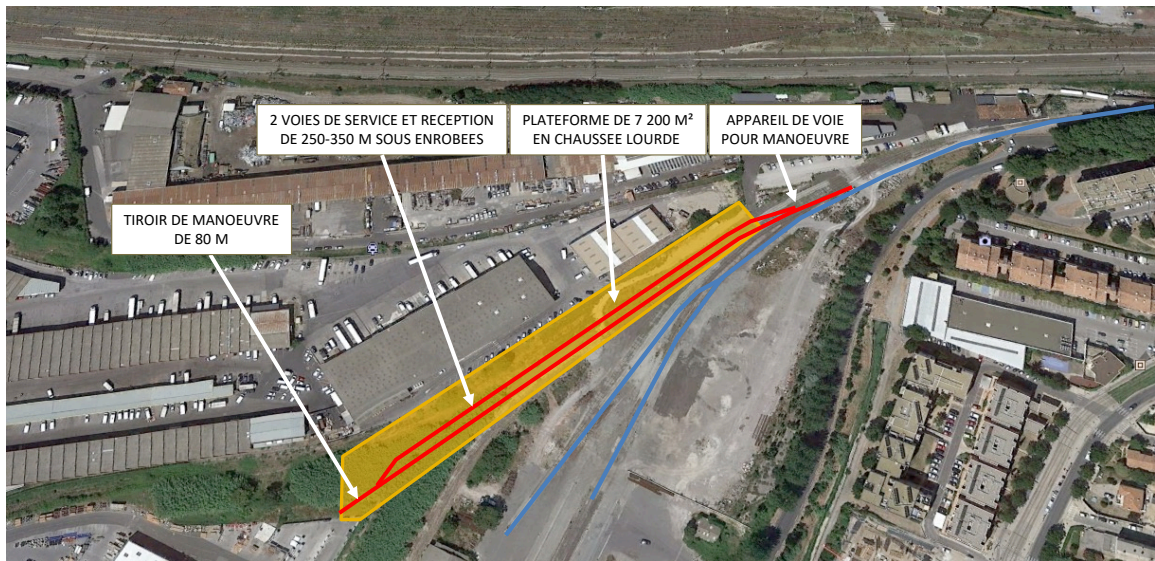 2 VOIES DE SERVICE ET RECEPTION
DE 250-350 M SOUS ENROBEES
PLATEFORME DE 7 200 M²
EN CHAUSSEE LOURDE
APPAREIL DE VOIE
POUR MANOEUVRE
TIROIR DE MANOEUVRE
DE 80 M